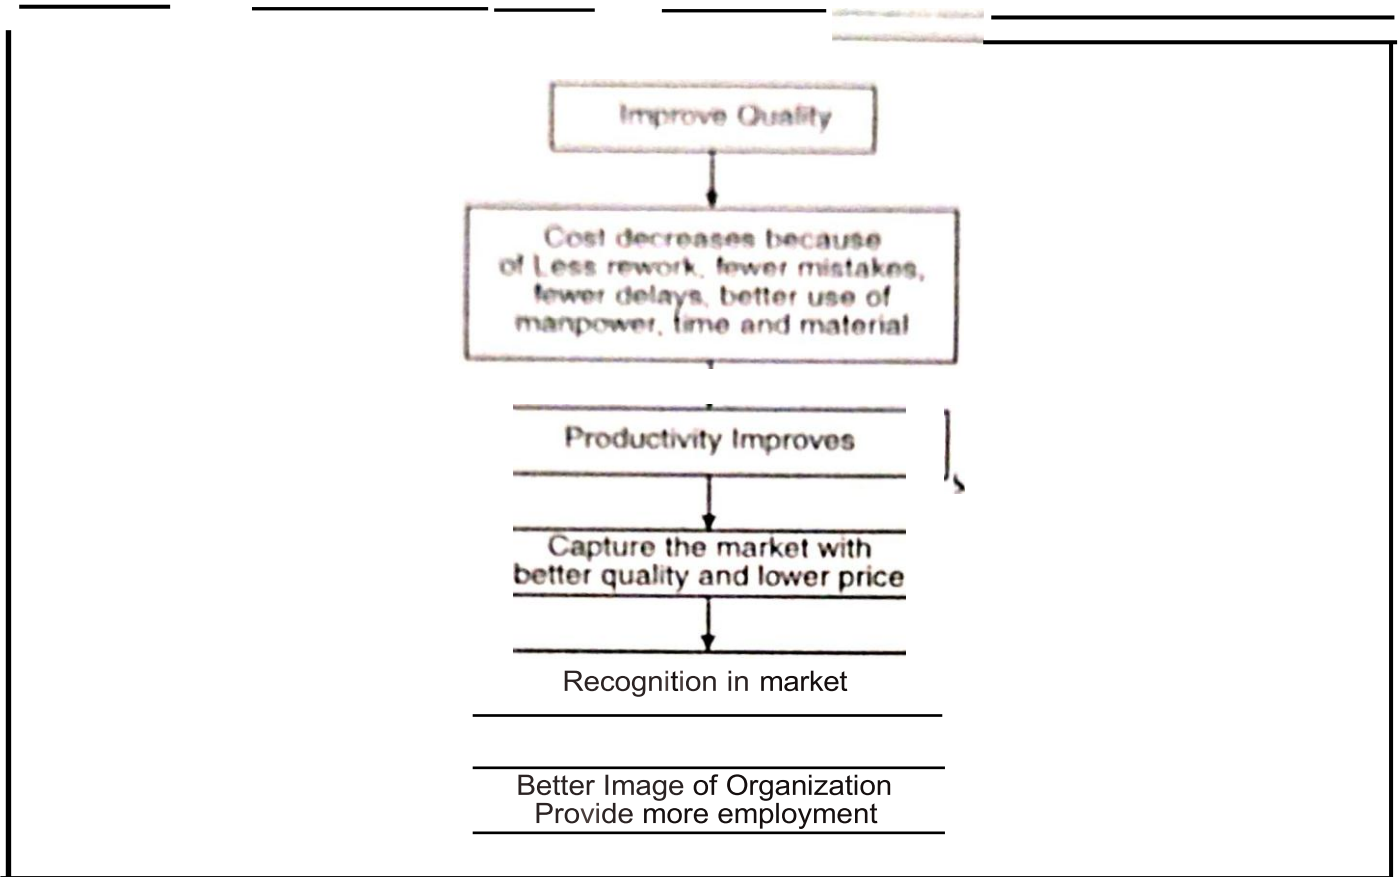 Improve Quality
Cost decreases because
of Less rework, fewer mistakes,
fewer delays, better use of
manpower, time and material
Productivity Improves
Capture the market with
better quality and lower price
Recognition in market
Better Image of Organization
Provide more employment